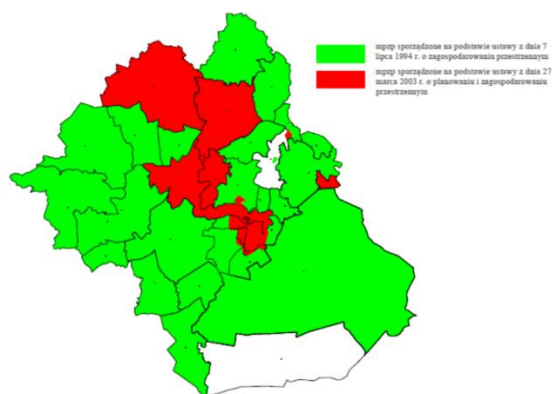 mpzp sporządzone na podstawie ustawy z dnia 7
lipca 1994 r. o zagospodarowaniu przestrzennym
mpzp sporządzone na podstawie ustawy z dnia 27
marca 2003 r. o planowaniu i zagospodarowaniu
przestrzennym